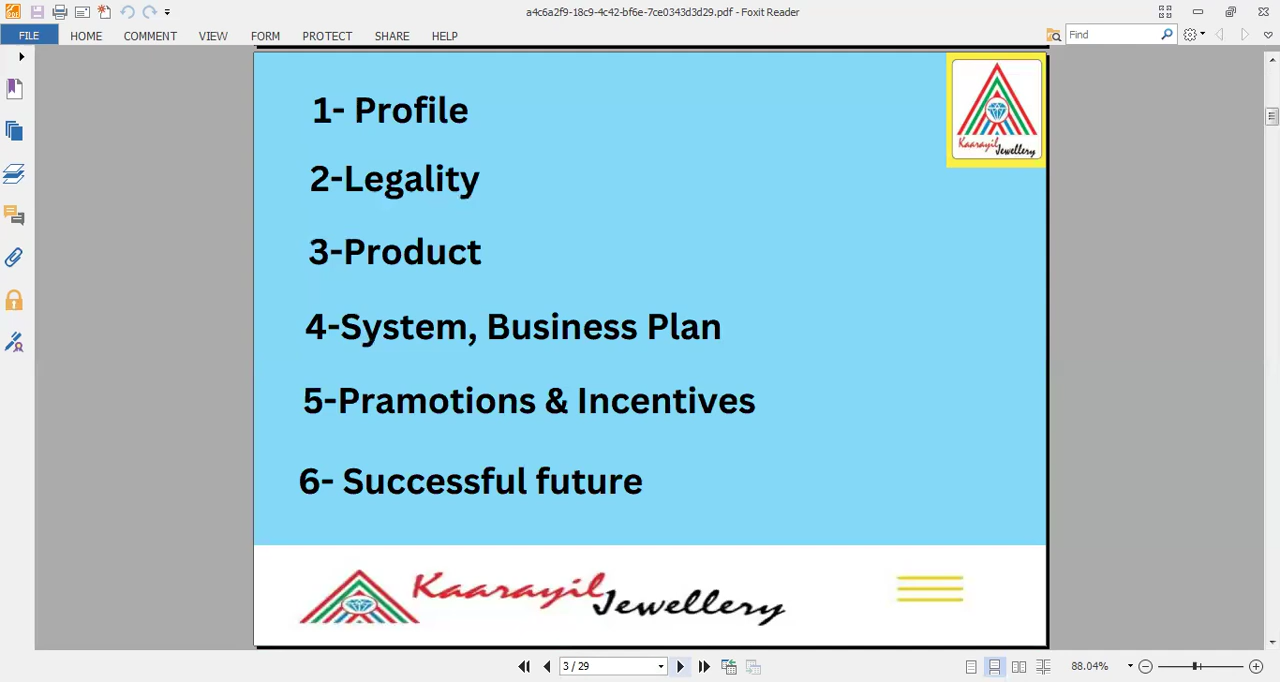 a4c6a2f9-18c9-4c42-bf6e-7ce0343d3d29.pdf - Foxit Reader
FILE HOME COMMENT VIEW FORM PROTECT SHARE HELP
Find
1- Profile
2-Legality
3-Product
4-System, Business Plan
5-Pramotions & Incentives
6- Successful future
Kaarayil Jewellery
Kaarayil Jewellery
3 / 29
88.04%